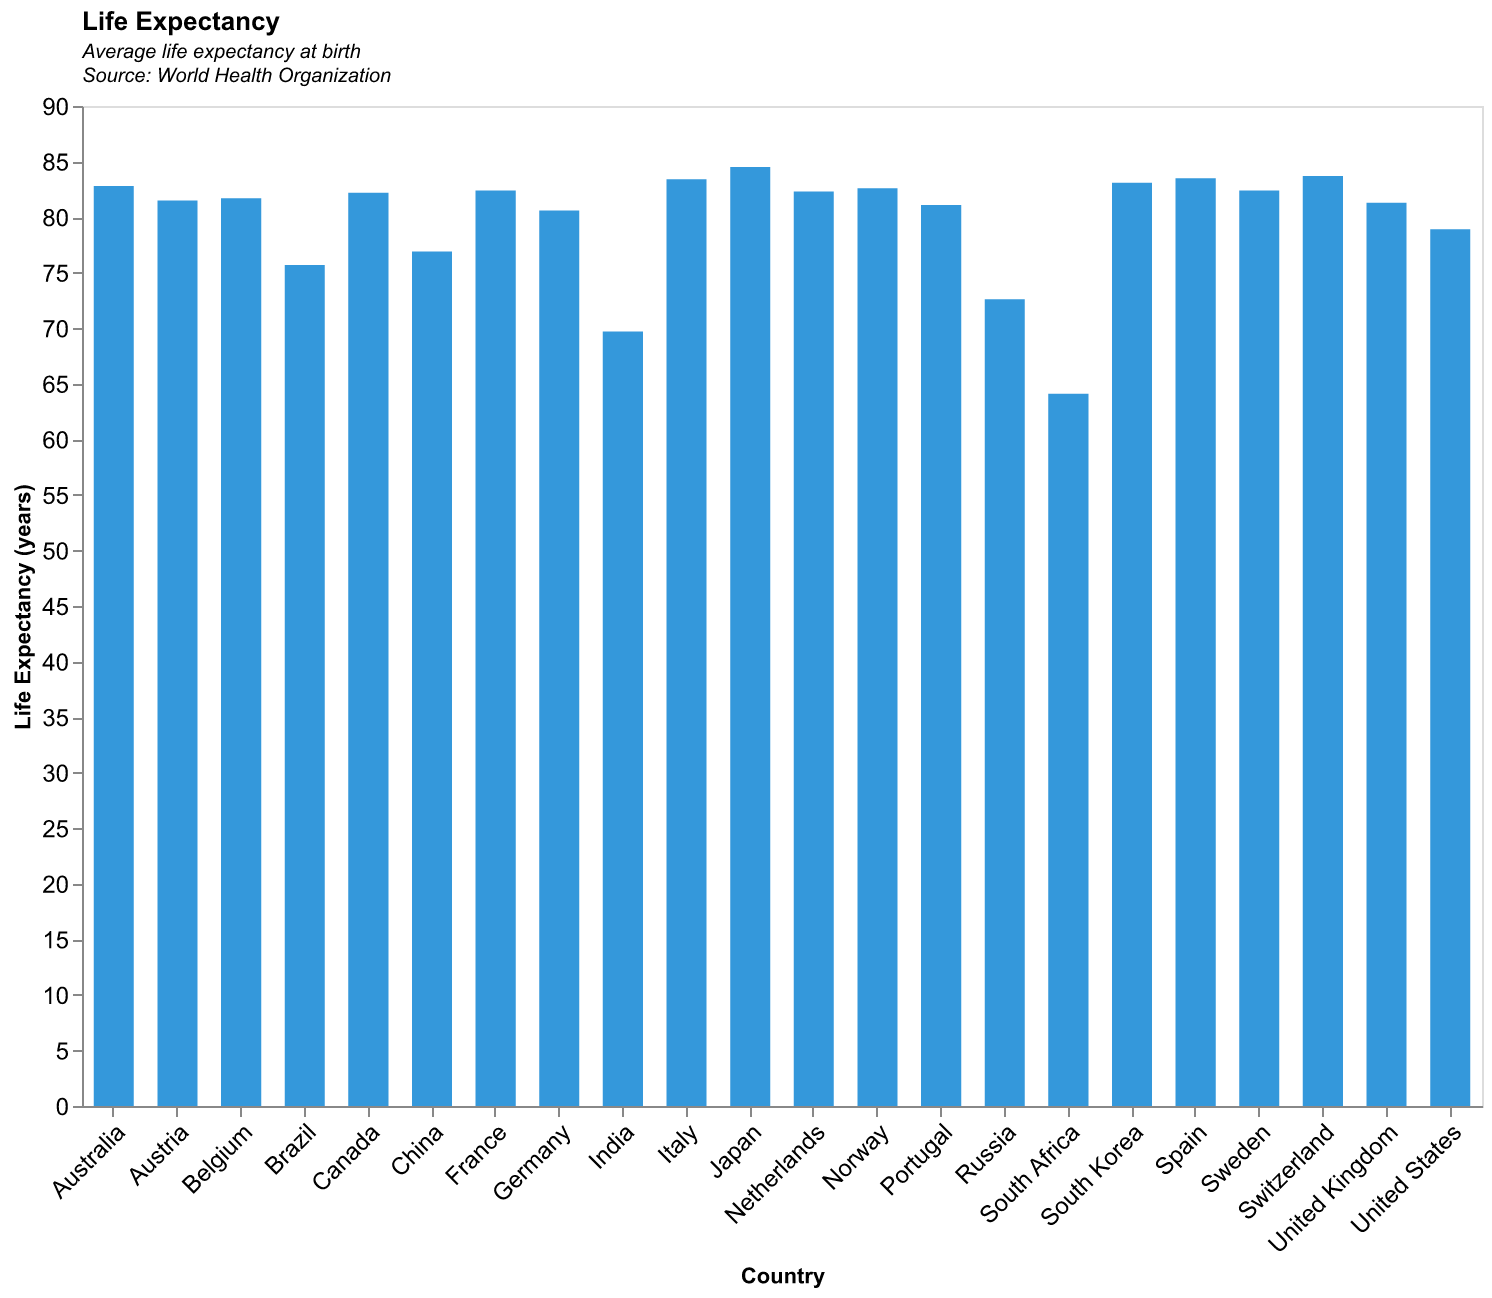 Life Expectancy
Average life expectancy at birth
Source: World Health Organization
90
85
80
75
70
65
60
55
50
45
40
35
30
25
20
15
10
5
0
Life Expectancy (years)
Australia
Austria
Belgium
Brazil
Canada
China
France
Germany
India
Italy
Japan
Netherlands
Norway
Portugal
Russia
South Africa
South Korea
Spain
Sweden
Switzerland
United Kingdom
United States
Country